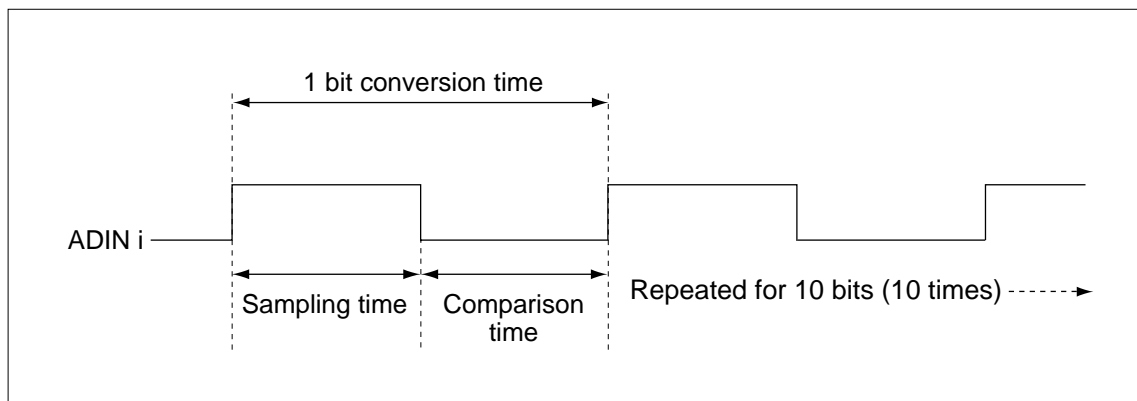 1 bit conversion time
ADIN i
Sampling time
Comparison
time
Repeated for 10 bits (10 times)